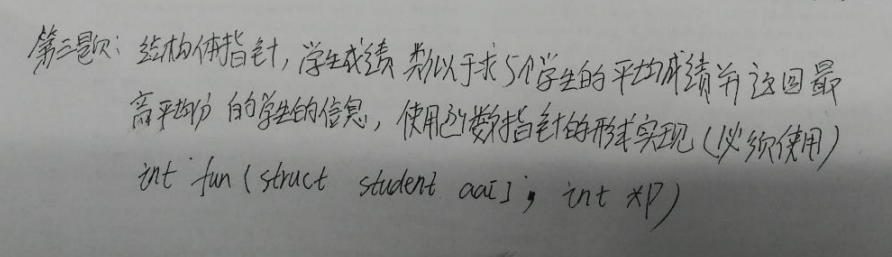 第三题: 结构体指针, 学生成绩 类似于求5个学生的平均成绩并返回最
高平均分 的学生的信息, 使用函数指针的形式实现 (必须使用)
int fun (struct student aa[] ; int *p)